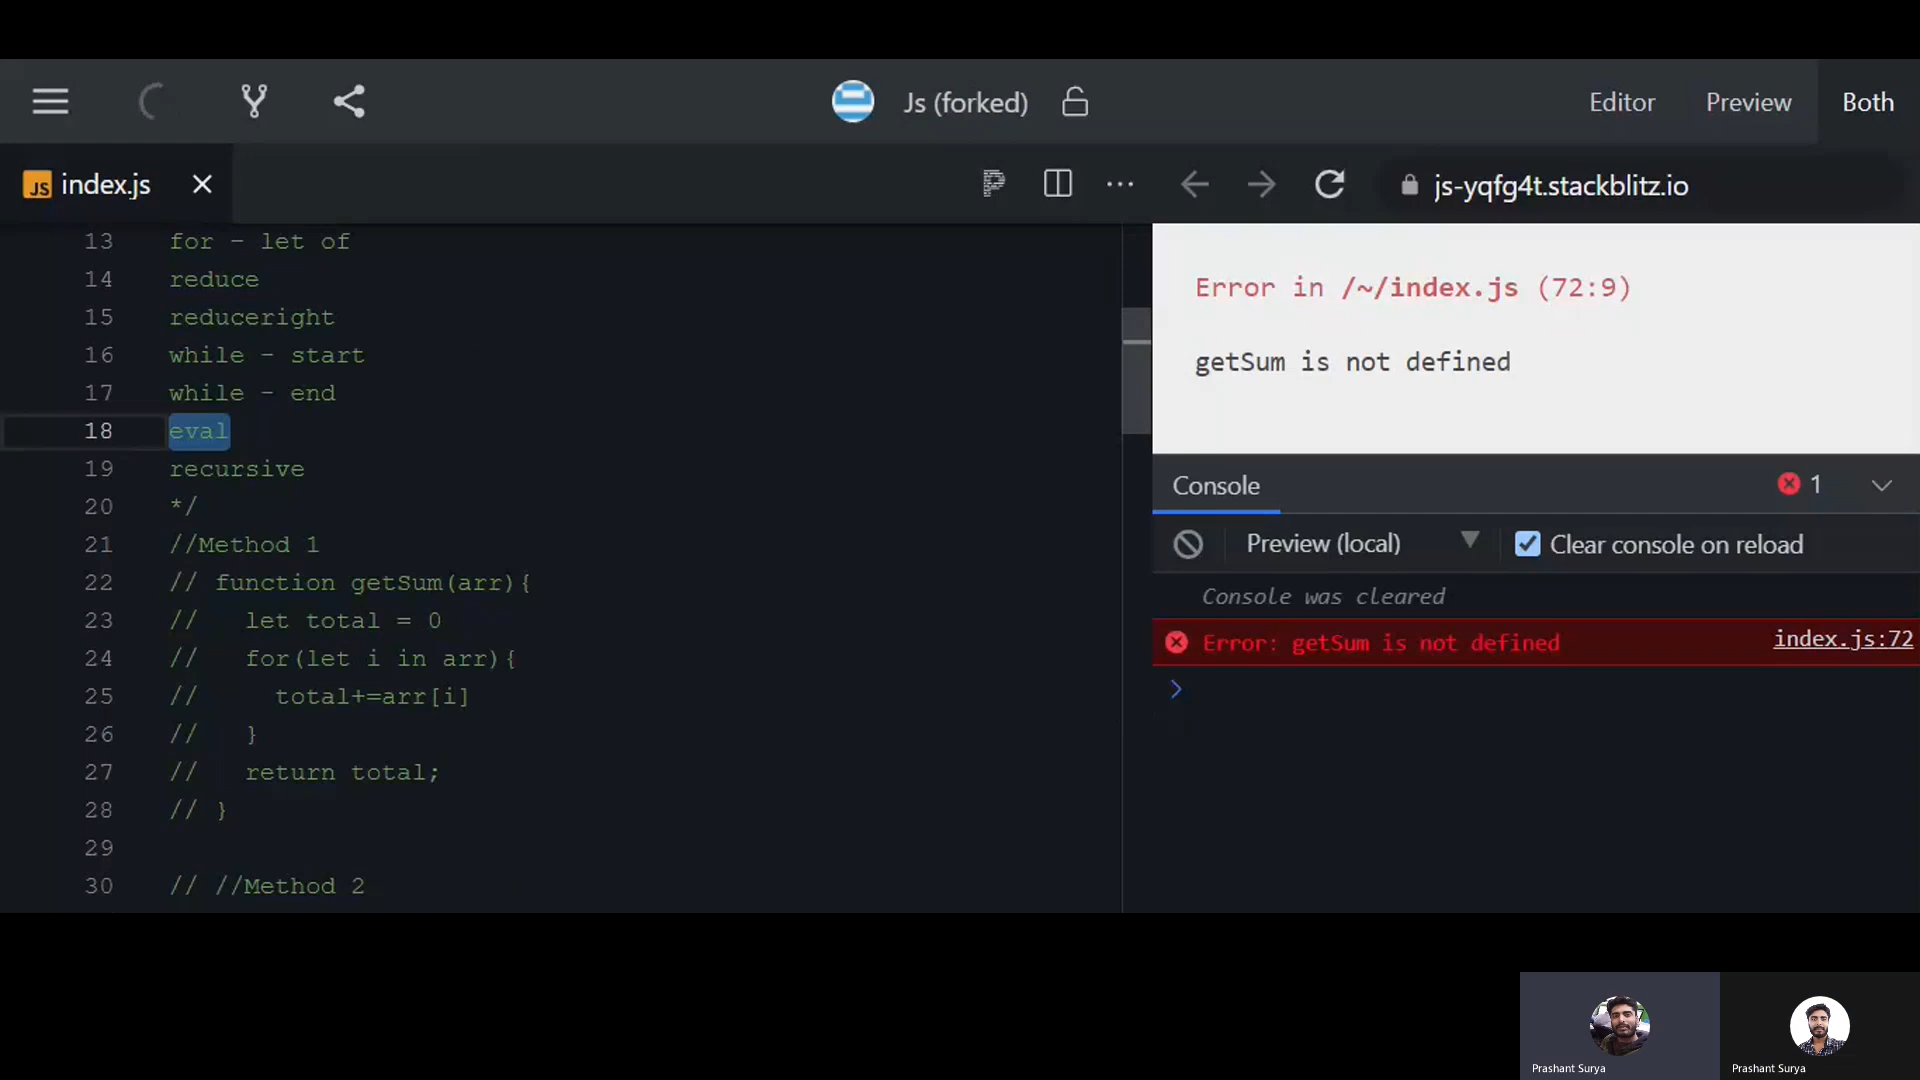 Js (forked)
Editor
Preview
Both
JS index.js
js-yqfg4t.stackblitz.io
13 for - let of
14 reduce
15 reduceright
16 while - start
17 while - end
18 eval
19 recursive
20 */
21 //Method 1
22 // function getSum(arr){
23 // let total = 0
24 // for(let i in arr){
25 // total+=arr[i]
26 // }
27 // return total;
28 // }
29
30 // //Method 2
Error in /~/index.js (72:9)
getSum is not defined
Console
1
Preview (local)
Clear console on reload
Console was cleared
Error: getSum is not defined
index.js:72
Prashant Surya
Prashant Surya